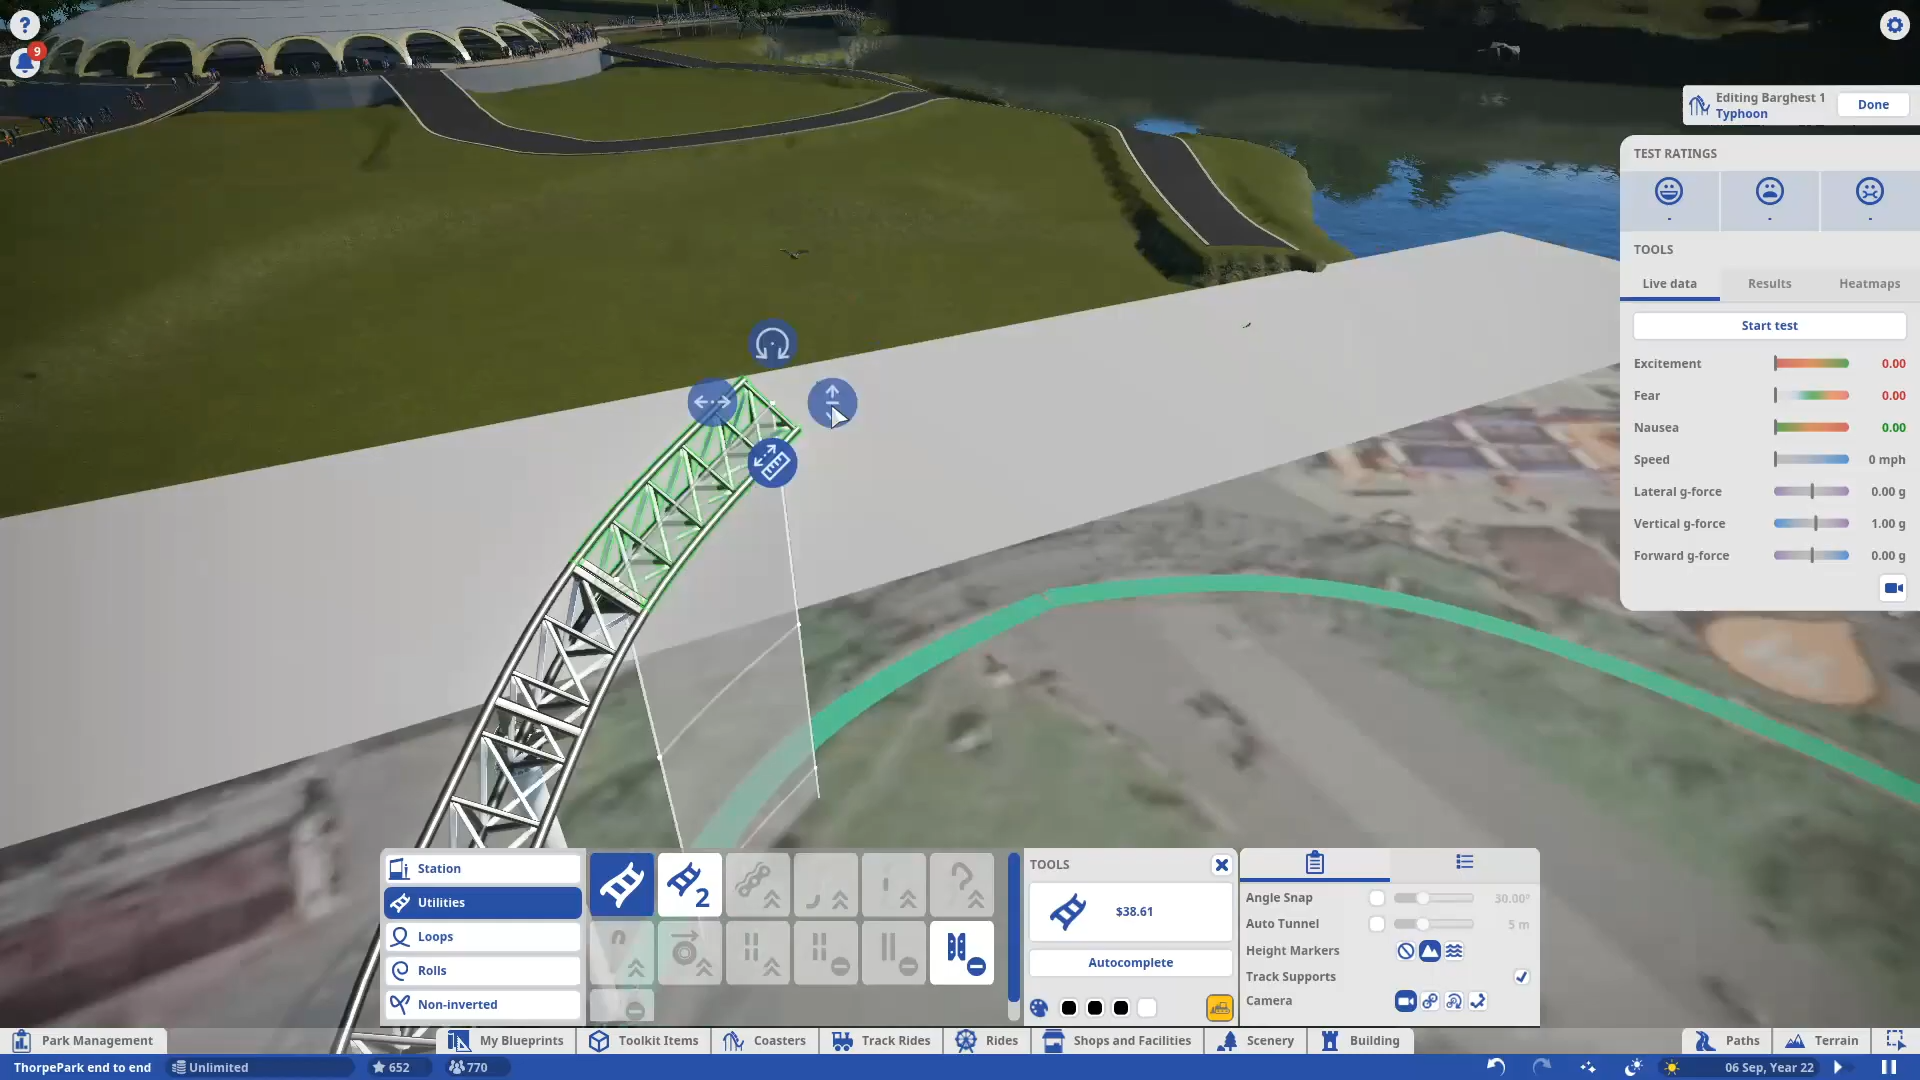 ?
9
Editing Barghest 1
Typhoon
Done
TEST RATINGS
- - -
TOOLS
Live data Results Heatmaps
Start test
Excitement 0.00
Fear 0.00
Nausea 0.00
Speed 0 mph
Lateral g-force 0.00 g
Vertical g-force 1.00 g
Forward g-force 0.00 g
Station
Utilities
Loops
Rolls
Non-inverted
2
TOOLS
$38.61
Autocomplete
Angle Snap 30.00°
Auto Tunnel 5 m
Height Markers
Track Supports
Camera
Park Management
My Blueprints
Toolkit Items
Coasters
Track Rides
Rides
Shops and Facilities
Scenery
Building
Paths
Terrain
ThorpePark end to end
Unlimited
652
770
06 Sep, Year 22